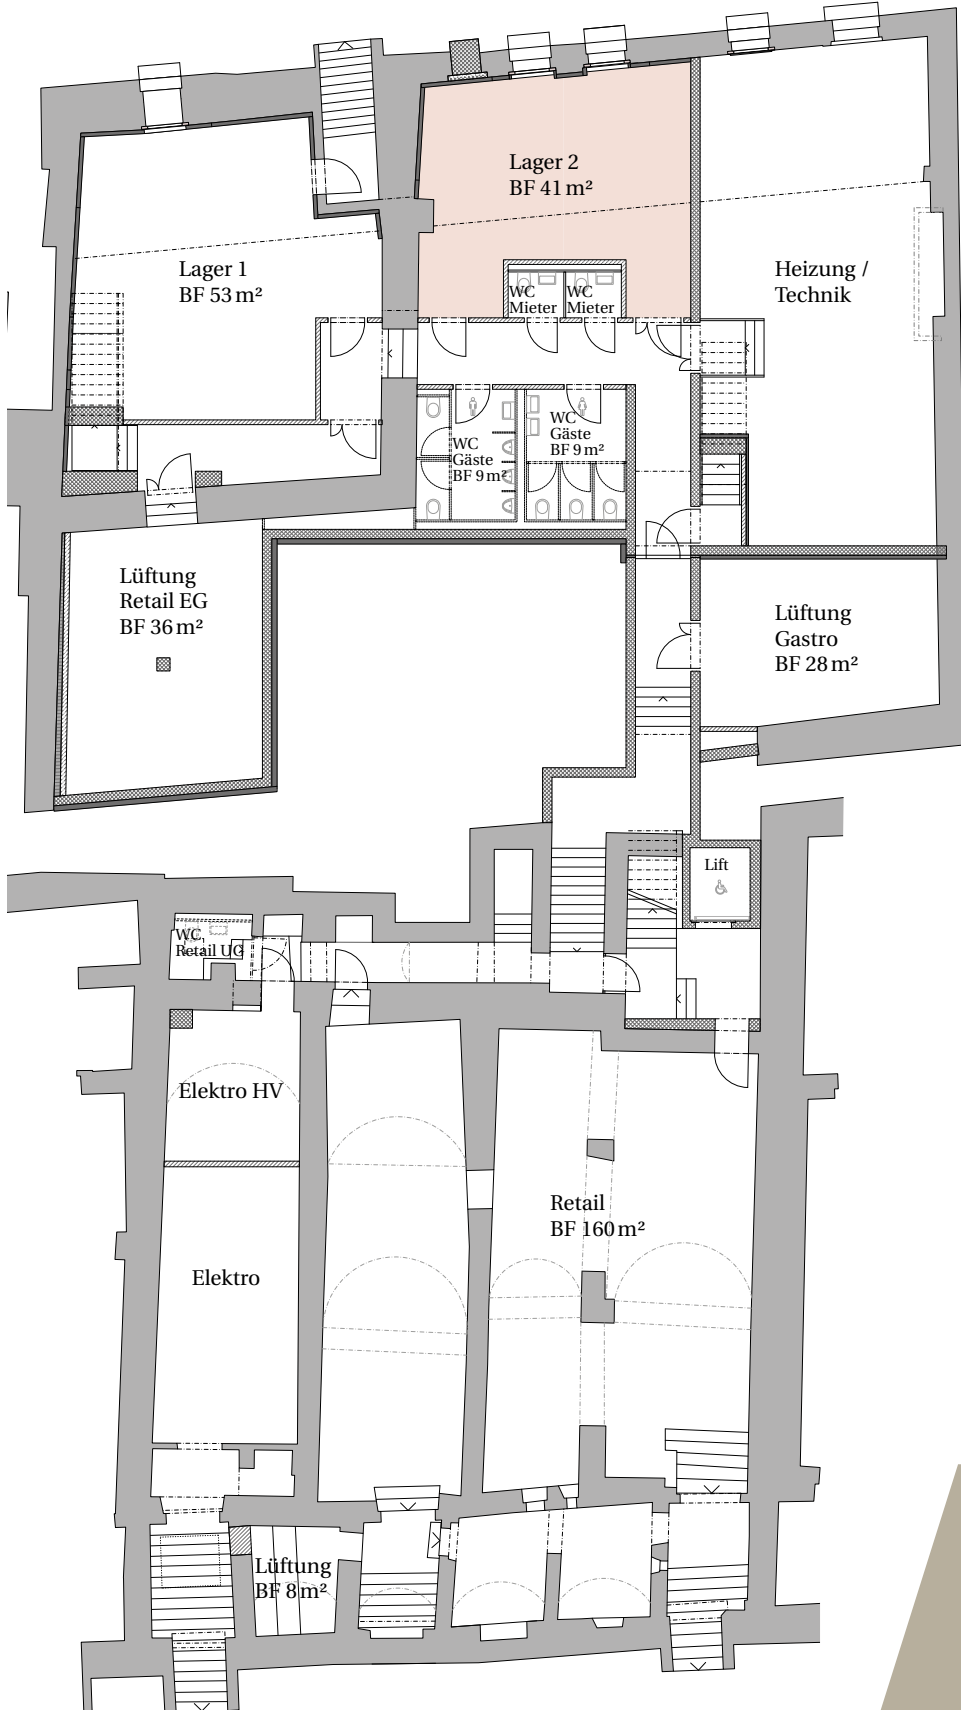 Lager 2
BF 41 m²
Lager 1
BF 53 m²
WC
Mieter
WC
Mieter
Heizung /
Technik
WC
Gäste
BF 9 m²
WC
Gäste
BF 9 m²
Lüftung
Retail EG
BF 36 m²
Lüftung
Gastro
BF 28 m²
Lift
WC
Retail UG
Elektro HV
Retail
BF 160 m²
Elektro
Lüftung
BF 8 m²